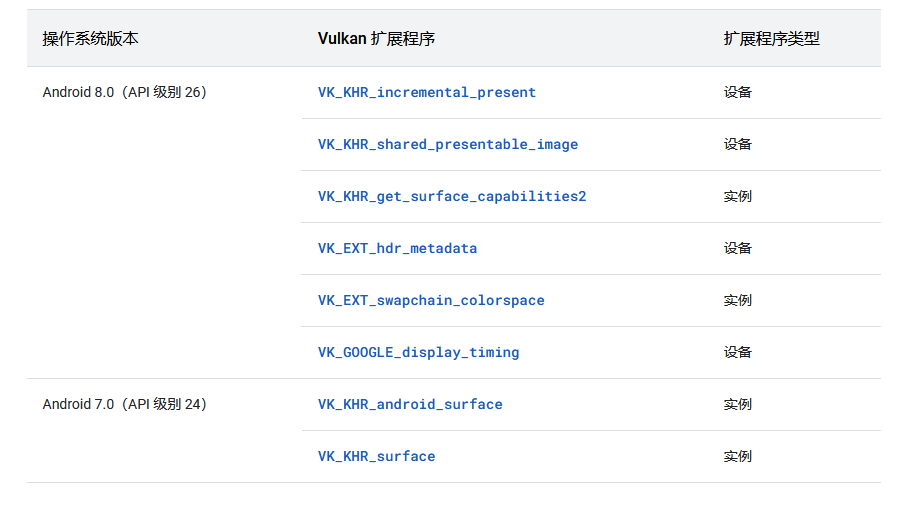 操作系统版本 Vulkan 扩展程序 扩展程序类型
Android 8.0（API 级别 26） VK_KHR_incremental_present 设备
VK_KHR_shared_presentable_image 设备
VK_KHR_get_surface_capabilities2 实例
VK_EXT_hdr_metadata 设备
VK_EXT_swapchain_colorspace 实例
VK_GOOGLE_display_timing 设备
Android 7.0（API 级别 24） VK_KHR_android_surface 实例
VK_KHR_surface 实例